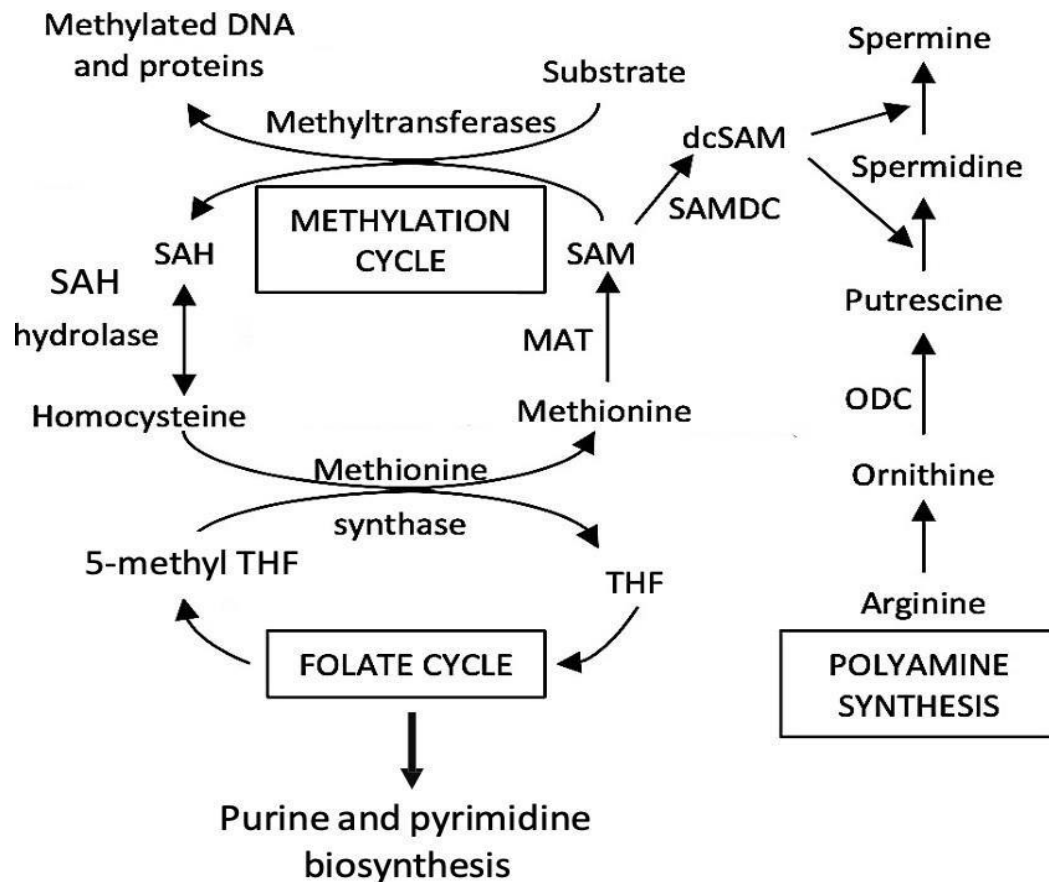 Methylated DNA
and proteins
Substrate
Spermine
Methyltransferases
dcSAM
Spermidine
SAMDC
METHYLATION
CYCLE
SAH
SAM
SAH
hydrolase
MAT
Putrescine
Homocysteine
Methionine
ODC
Methionine
synthase
Ornithine
5-methyl THF
THF
Arginine
FOLATE CYCLE
POLYAMINE
SYNTHESIS
Purine and pyrimidine
biosynthesis